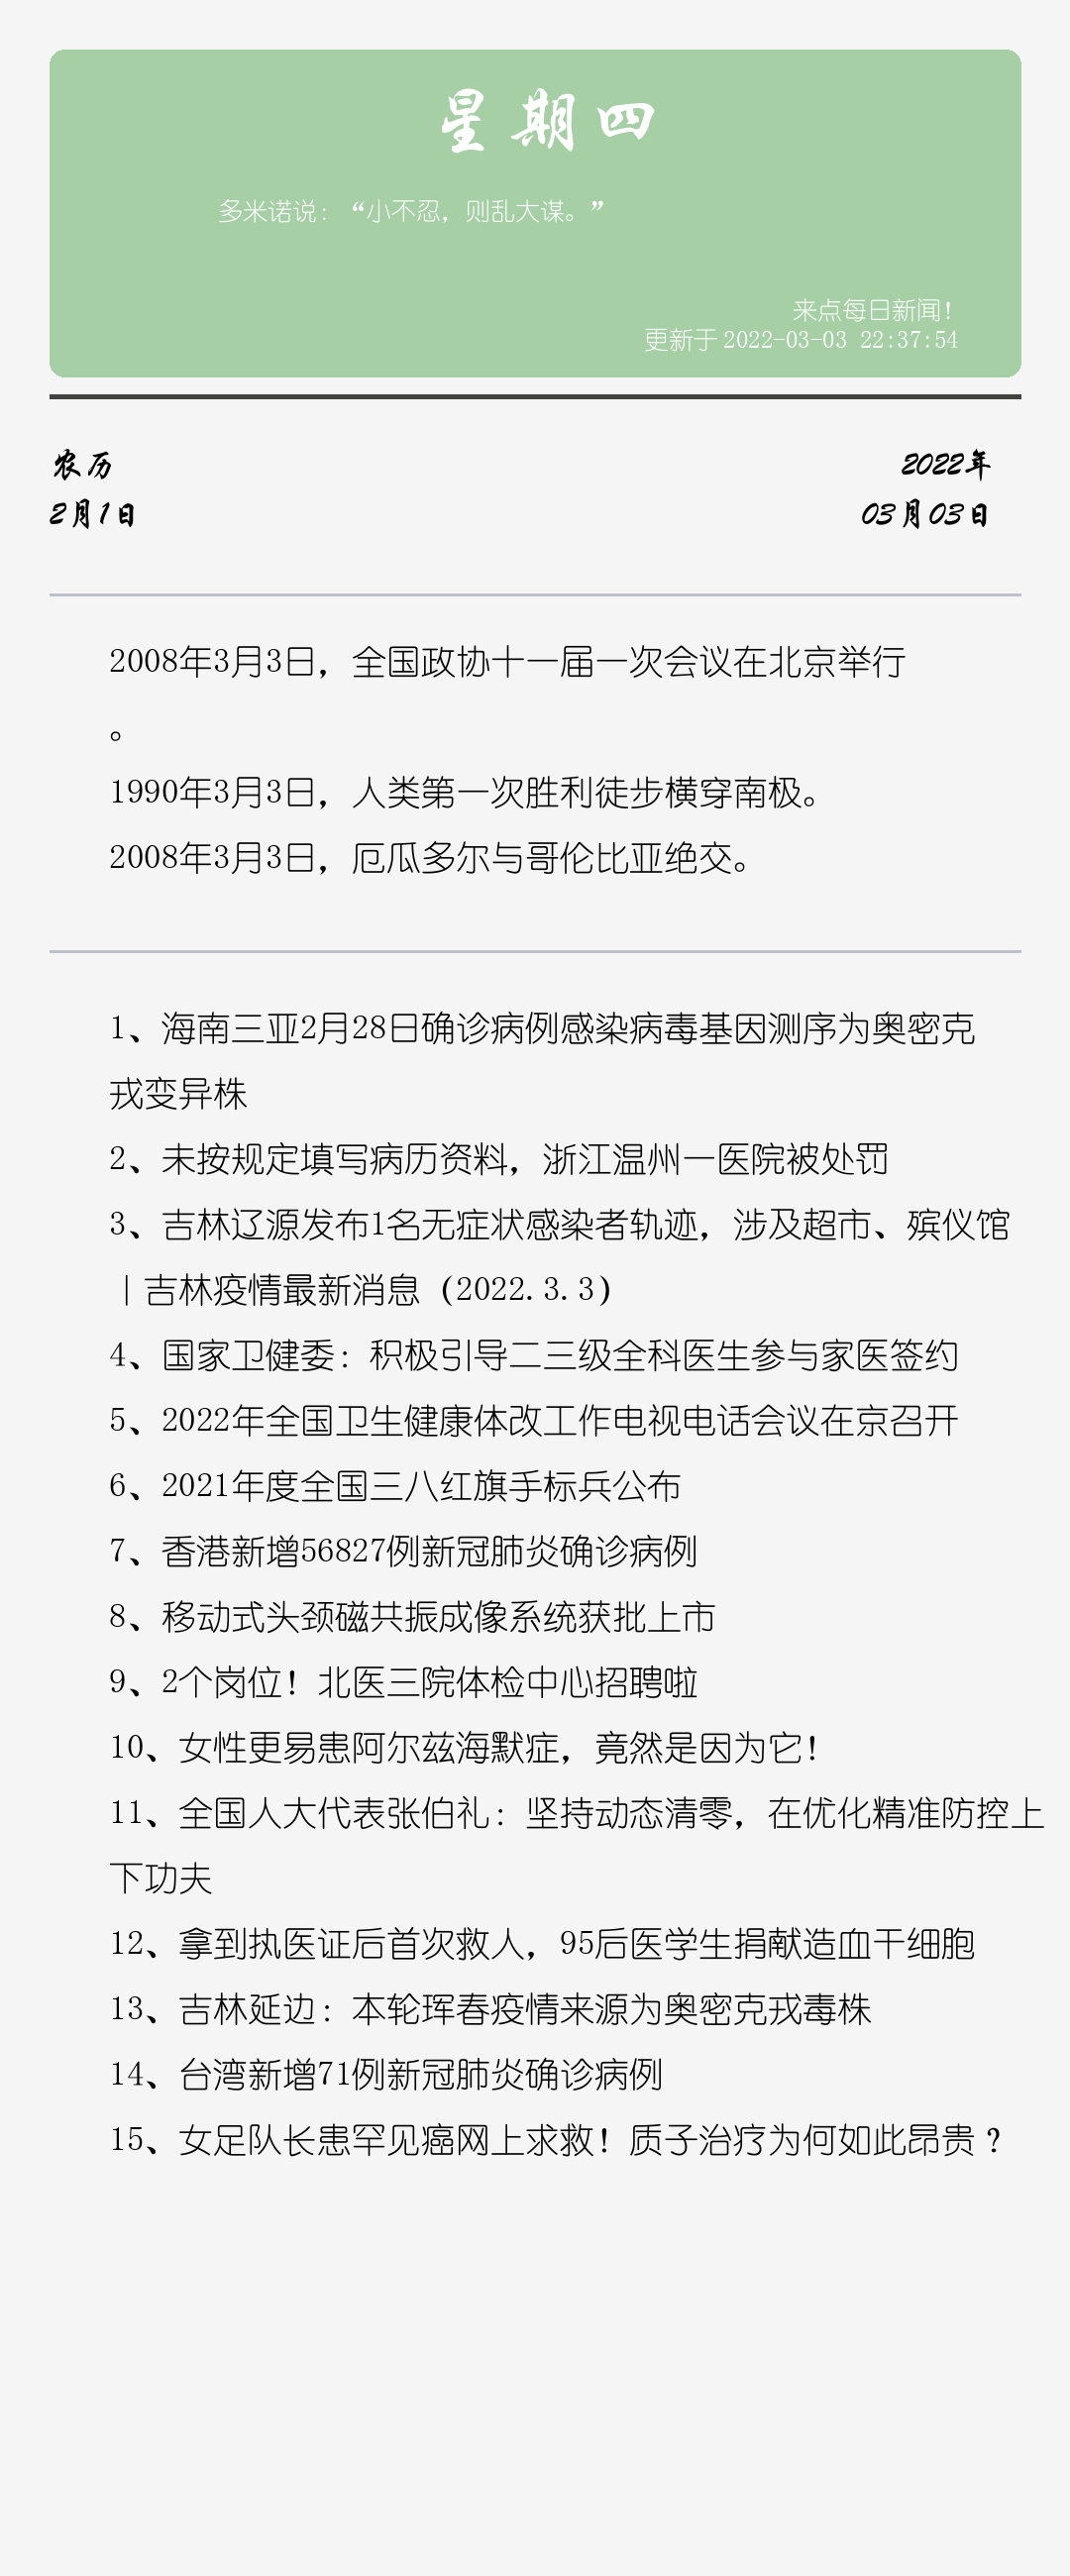 星期四
多米诺说：“小不忍，则乱大谋。”
来点每日新闻！
更新于 2022-03-03 22:37:54
农历
2022年
2月1日
03月03日
2008年3月3日，全国政协十一届一次会议在北京举行
。
1990年3月3日，人类第一次胜利徒步横穿南极。
2008年3月3日，厄瓜多尔与哥伦比亚绝交。
1、海南三亚2月28日确诊病例感染病毒基因测序为奥密克
戎变异株
2、未按规定填写病历资料，浙江温州一医院被处罚
3、吉林辽源发布1名无症状感染者轨迹，涉及超市、殡仪馆
｜吉林疫情最新消息（2022.3.3）
4、国家卫健委：积极引导二三级全科医生参与家医签约
5、2022年全国卫生健康体改工作电视电话会议在京召开
6、2021年度全国三八红旗手标兵公布
7、香港新增56827例新冠肺炎确诊病例
8、移动式头颈磁共振成像系统获批上市
9、2个岗位！北医三院体检中心招聘啦
10、女性更易患阿尔兹海默症，竟然是因为它！
11、全国人大代表张伯礼：坚持动态清零，在优化精准防控上
下功夫
12、拿到执医证后首次救人，95后医学生捐献造血干细胞
13、吉林延边：本轮珲春疫情来源为奥密克戎毒株
14、台湾新增71例新冠肺炎确诊病例
15、女足队长患罕见癌网上求救！质子治疗为何如此昂贵？